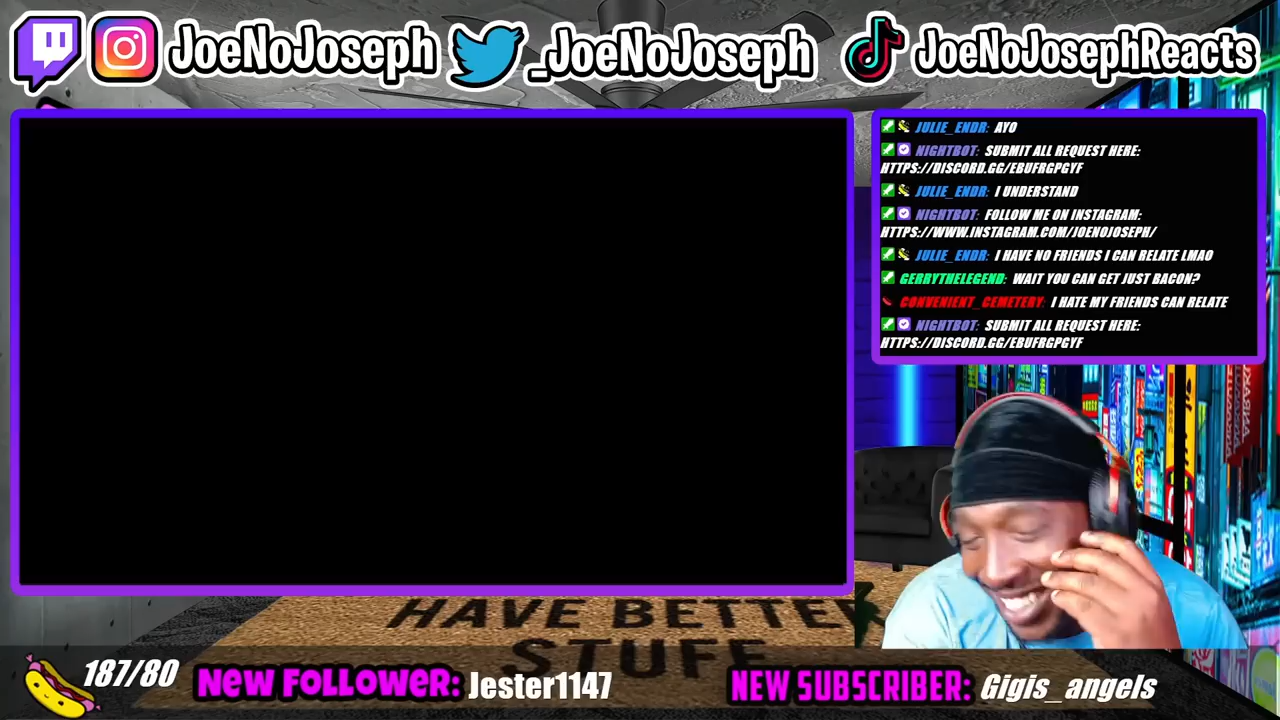 JoeNoJoseph
_JoeNoJoseph
JoeNoJosephReacts
JULIE_ENDR: AYO
NIGHTBOT: SUBMIT ALL REQUEST HERE:
HTTPS://DISCORD.GG/EBUFRGPGYF
JULIE_ENDR: I UNDERSTAND
NIGHTBOT: FOLLOW ME ON INSTAGRAM:
HTTPS://WWW.INSTAGRAM.COM/JOENOJOSEPH/
JULIE_ENDR: I HAVE NO FRIENDS I CAN RELATE LMAO
GERRYTHELEGEND: WAIT YOU CAN GET JUST BACON?
CONVENIENT_CEMETERY: I HATE MY FRIENDS CAN RELATE
NIGHTBOT: SUBMIT ALL REQUEST HERE:
HTTPS://DISCORD.GG/EBUFRGPGYF
HAVE BETTER
STUFF
187/80
New Follower: Jester1147
NEW SUBSCRIBER: Gigis_angels